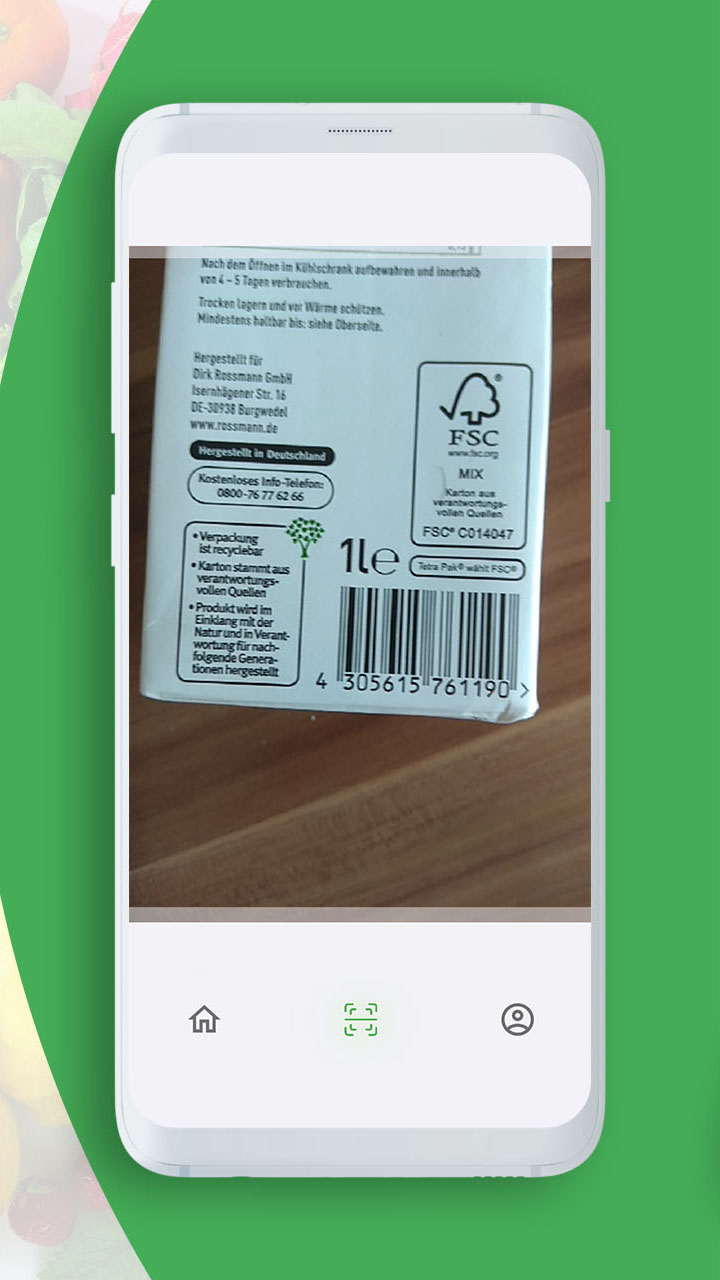 Nach dem Öffnen im Kühlschrank aufbewahren und innerhalb
von 4 – 5 Tagen verbrauchen.
Trocken lagern und vor Wärme schützen.
Mindestens haltbar bis: siehe Oberseite.
Hergestellt für
Dirk Rossmann GmbH
Isernhägener Str. 16
DE-30938 Burgwedel
www.rossmann.de
Hergestellt in Deutschland
Kostenloses Info-Telefon:
0800-76 77 62 66
• Verpackung
ist recyclebar
• Karton stammt aus
verantwortungs-
vollen Quellen
• Produkt wird im
Einklang mit der
Natur und in Verant-
wortung für nach-
folgende Genera-
tionen hergestellt
®
FSC
www.fsc.org
MIX
Karton aus
verantwortungs-
vollen Quellen
FSC® C014047
1l e
Tetra Pak® wählt FSC®
4 305615 761190 >